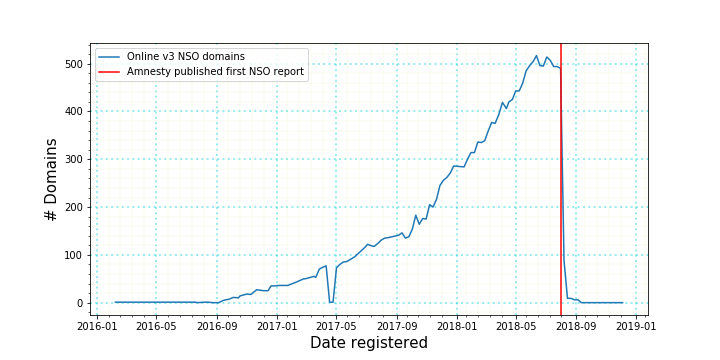 Online v3 NSO domains
Amnesty published first NSO report
# Domains
500
400
300
200
100
0
2016-01 2016-05 2016-09 2017-01 2017-05 2017-09 2018-01 2018-05 2018-09 2019-01
Date registered